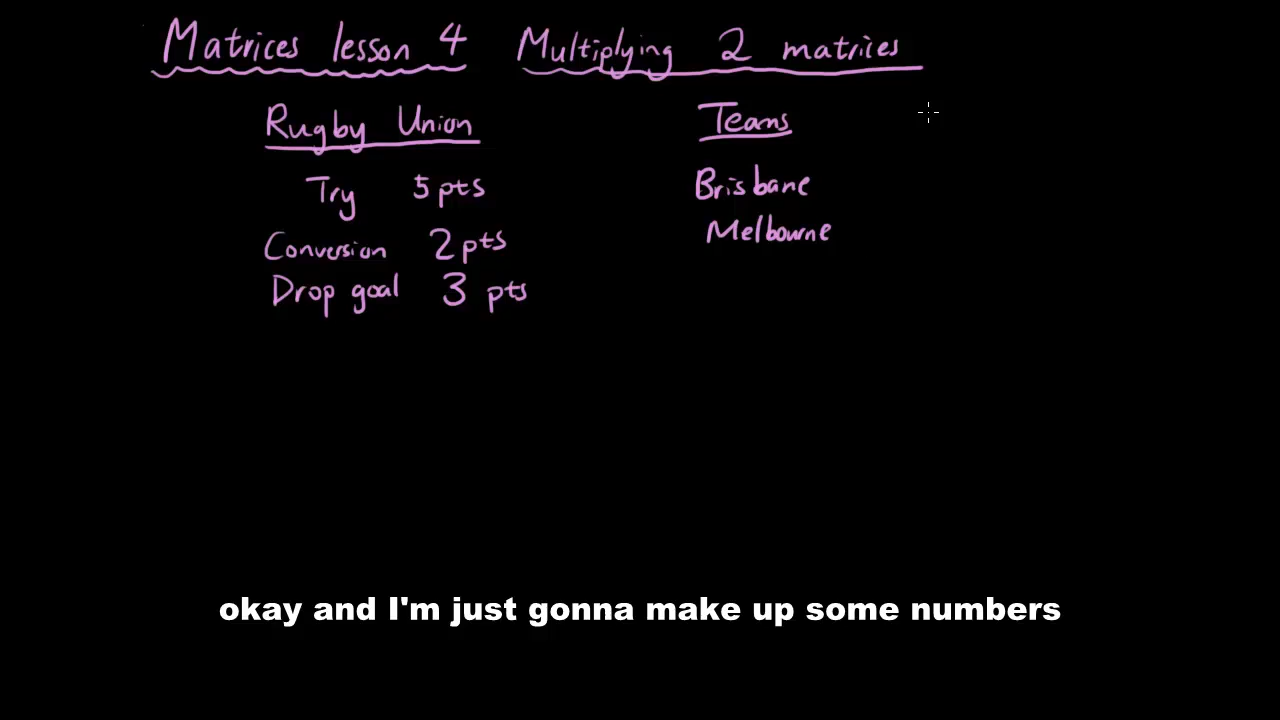 Matrices lesson 4 Multiplying 2 matrices
Rugby Union
Try 5 pts
Conversion 2 pts
Drop goal 3 pts
Teams
Brisbane
Melbourne
okay and I'm just gonna make up some numbers